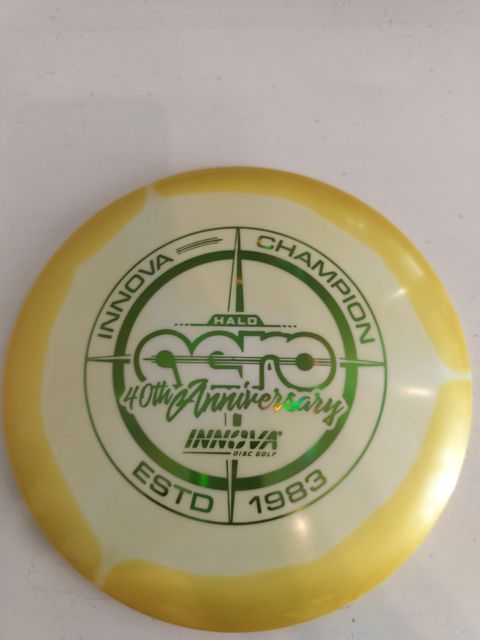 INNOVA CHAMPION
HALO
aero
40th Anniversary
INNOVA®
DISC GOLF
ESTD 1983